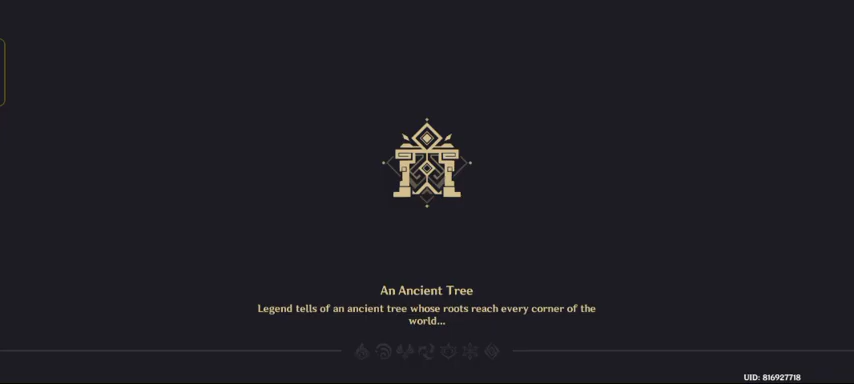 An Ancient Tree
Legend tells of an ancient tree whose roots reach every corner of the
world...
UID: 816927718